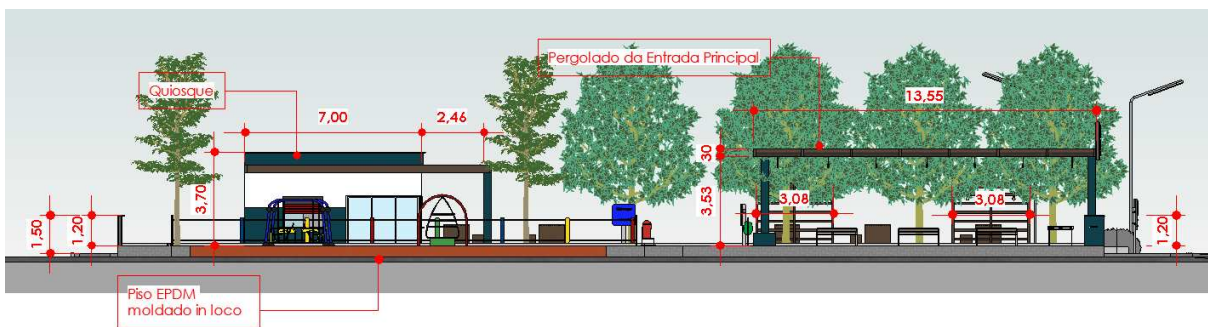 Pergolado da Entrada Principal
Quiosque
13,55
7,00
2,46
30
3,70
3,53
3,08
3,08
1,50
1,20
1,20
Piso EPDM
moldado in loco